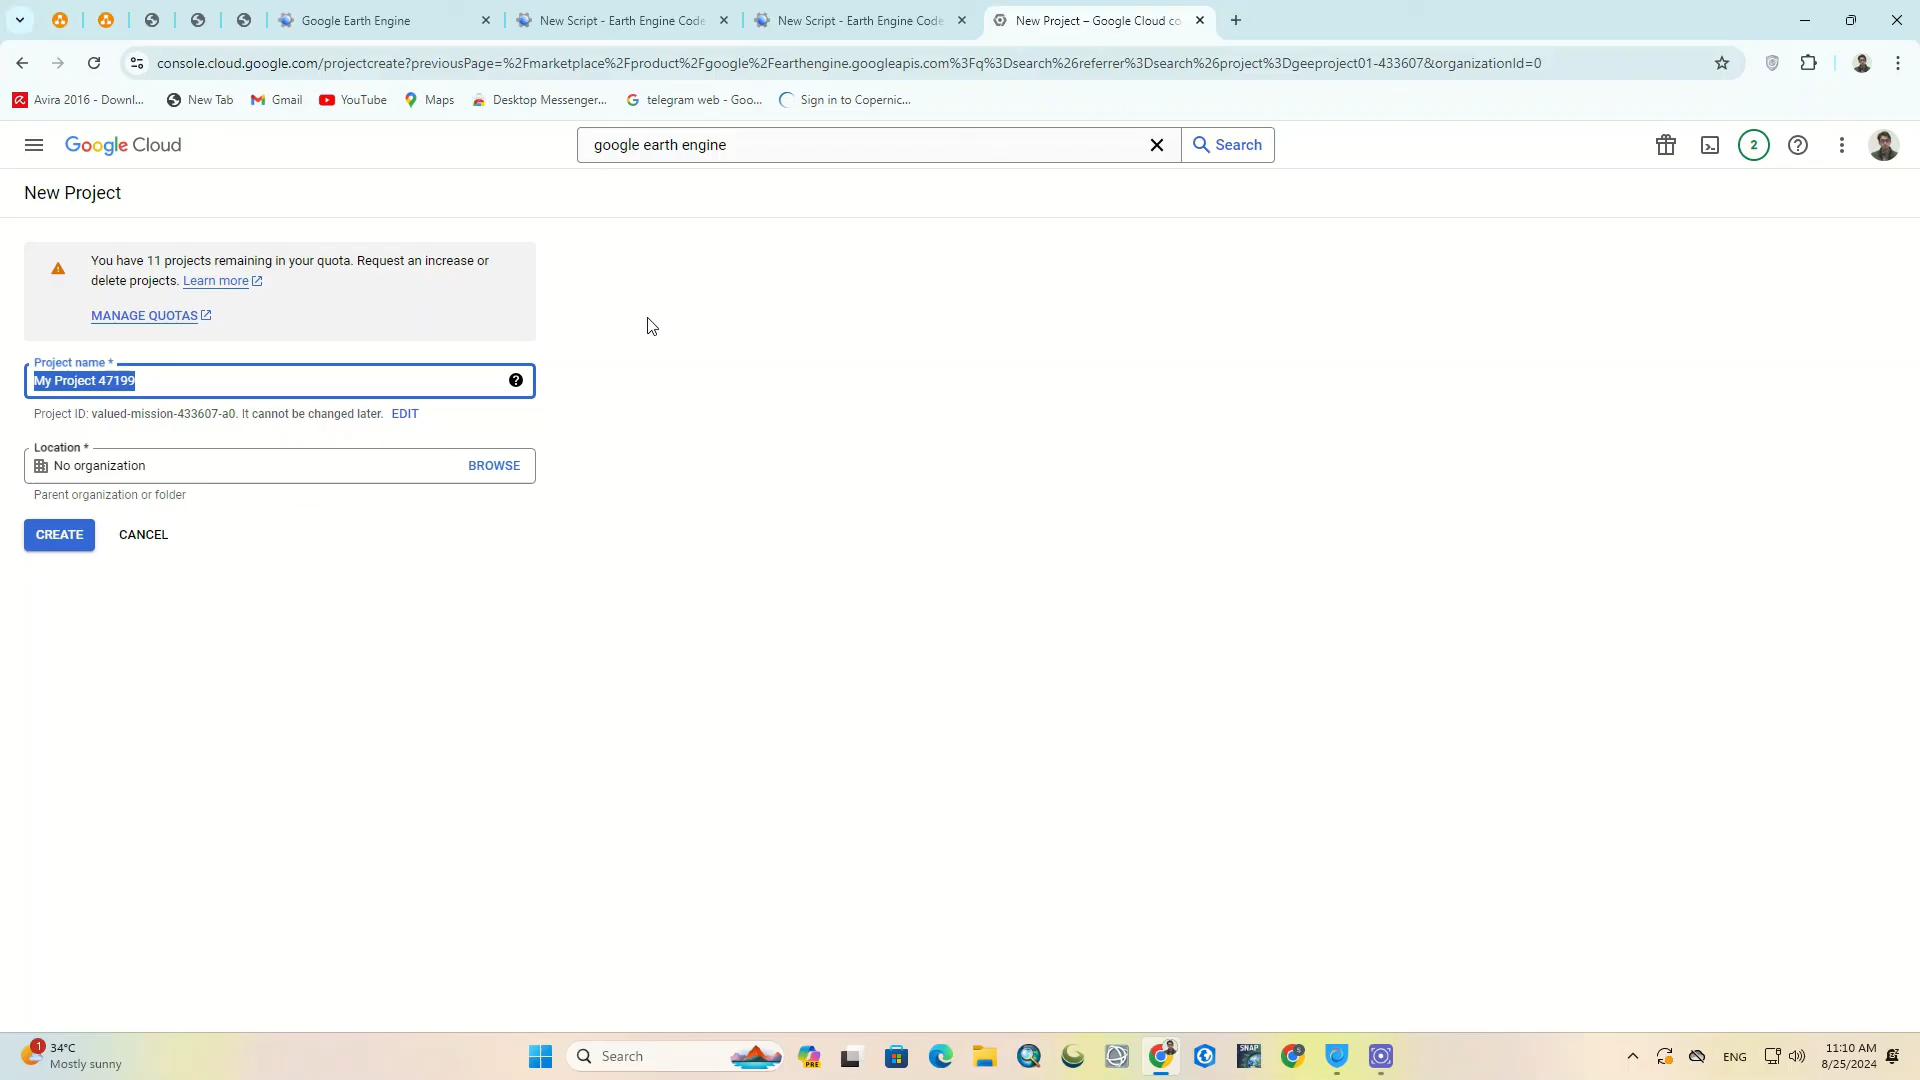 Google Earth Engine
New Script - Earth Engine Code
New Script - Earth Engine Code
New Project – Google Cloud co
console.cloud.google.com/projectcreate?previousPage=%2Fmarketplace%2Fproduct%2Fgoogle%2Fearthengine.googleapis.com%3Fq%3Dsearch%26referrer%3Dsearch%26project%3Dgeeproject01-433607&organizationId=0
Avira 2016 - Downl...
New Tab
Gmail
YouTube
Maps
Desktop Messenger...
telegram web - Goo...
Sign in to Copernic...
Google Cloud
google earth engine
Search
2
New Project
You have 11 projects remaining in your quota. Request an increase or
delete projects. Learn more
MANAGE QUOTAS
Project name *
My Project 47199
Project ID: valued-mission-433607-a0. It cannot be changed later. EDIT
Location *
No organization
BROWSE
Parent organization or folder
CREATE
CANCEL
1
34°C
Mostly sunny
Search
PRE
SNAP
ENG
11:10 AM
8/25/2024